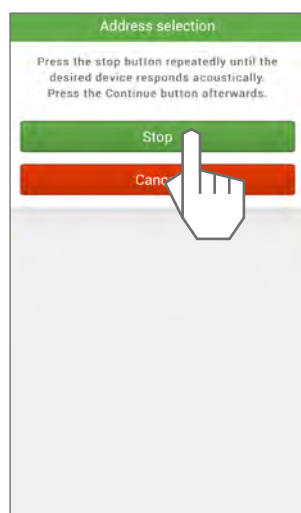 Address selection
Press the stop button repeatedly until the
desired device responds acoustically.
Press the Continue button afterwards.
Stop
Canc